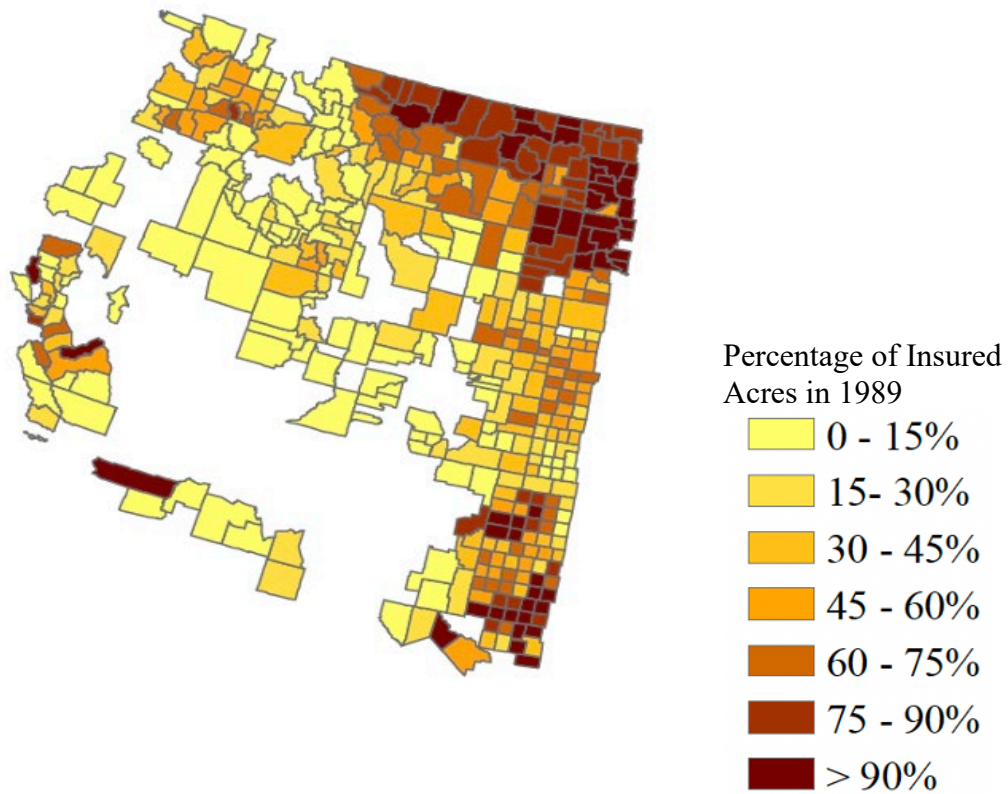 Percentage of Insured
Acres in 1989
0 - 15%
15- 30%
30 - 45%
45 - 60%
60 - 75%
75 - 90%
> 90%